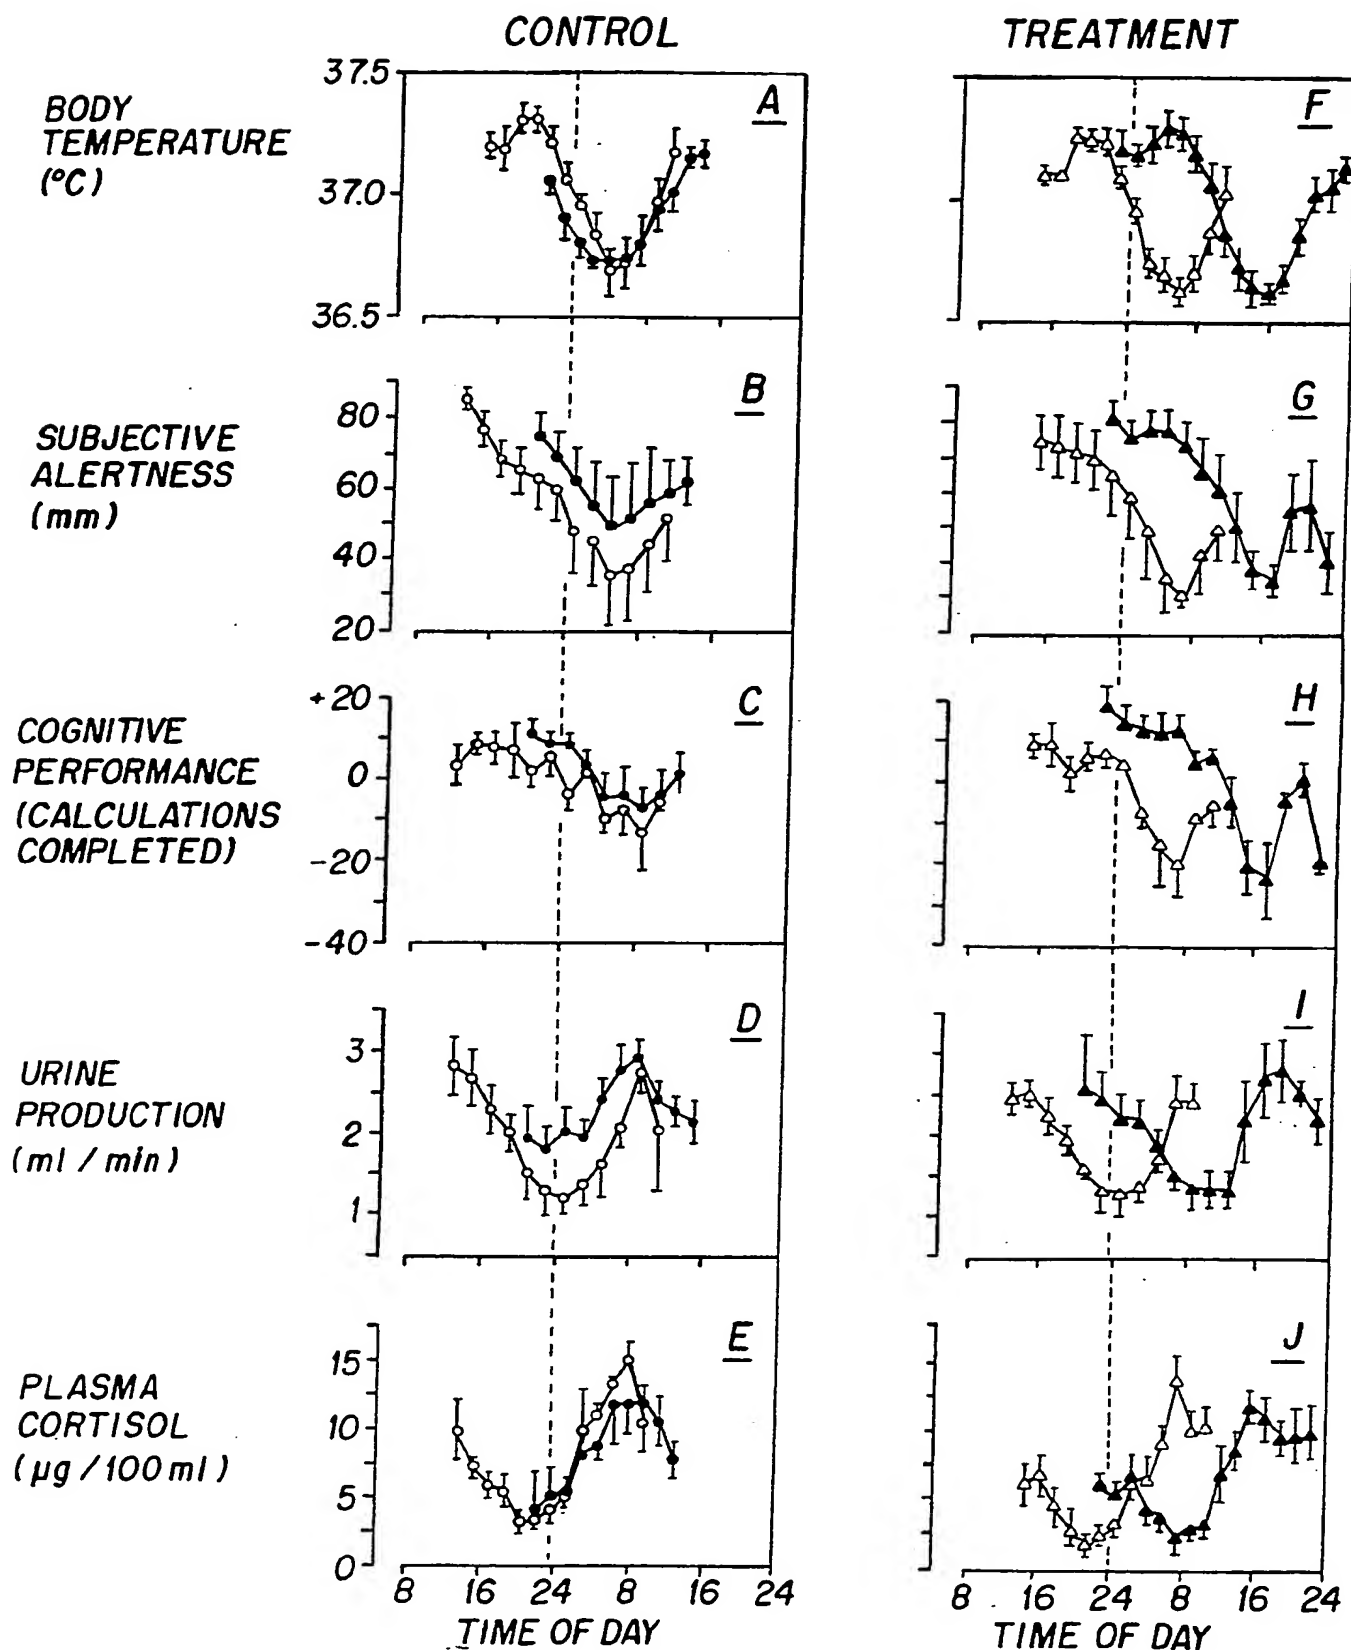 CONTROL
TREATMENT
BODY
TEMPERATURE
(°C)
37.5
37.0
36.5
A
F
SUBJECTIVE
ALERTNESS
(mm)
80
60
40
20
B
G
COGNITIVE
PERFORMANCE
(CALCULATIONS
COMPLETED)
+20
0
-20
-40
C
H
URINE
PRODUCTION
(ml / min)
3
2
1
D
I
PLASMA
CORTISOL
(µg / 100 ml)
15
10
5
0
E
J
8 16 24 8 16 24
TIME OF DAY
8 16 24 8 16 24
TIME OF DAY